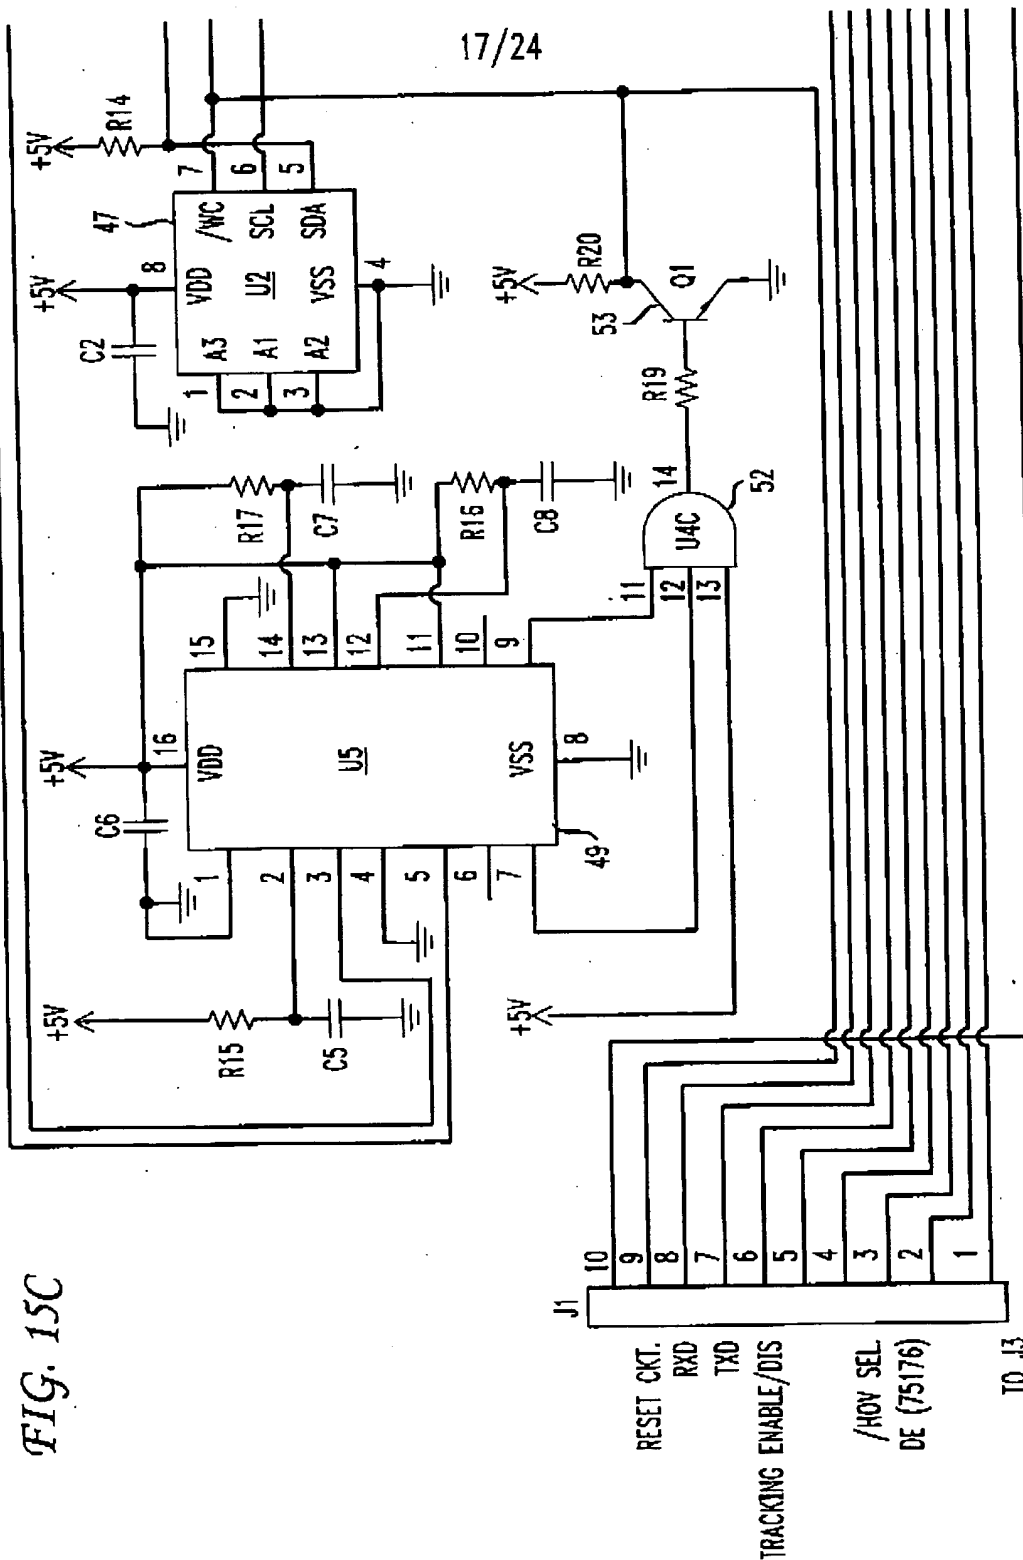 17/24
FIG. 15C
+5V
R14
47
7
6
5
/WC
SCL
SDA
+5V
8
VDD
U2
VSS
4
C2
A3
A1
A2
1
2
3
+5V
R20
53
Q1
R19
R17
C7
R16
C8
14
U4C
52
11
12
13
15
14
13
12
11
10
9
+5V
16
VDD
U5
VSS
8
C6
49
1
2
3
4
5
6
7
+5V
R15
C5
+5V
J1
10
9
8
7
6
5
4
3
2
1
RESET CKT.
RXD
TXD
TRACKING ENABLE/DIS
/HOV SEL.
DE (75176)
TO J3